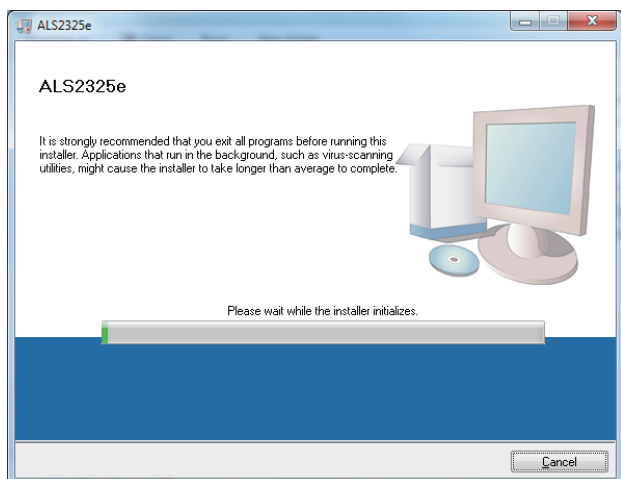 ALS2325e
ALS2325e
It is strongly recommended that you exit all programs before running this
installer. Applications that run in the background, such as virus-scanning
utilities, might cause the installer to take longer than average to complete.
Please wait while the installer initializes.
Cancel